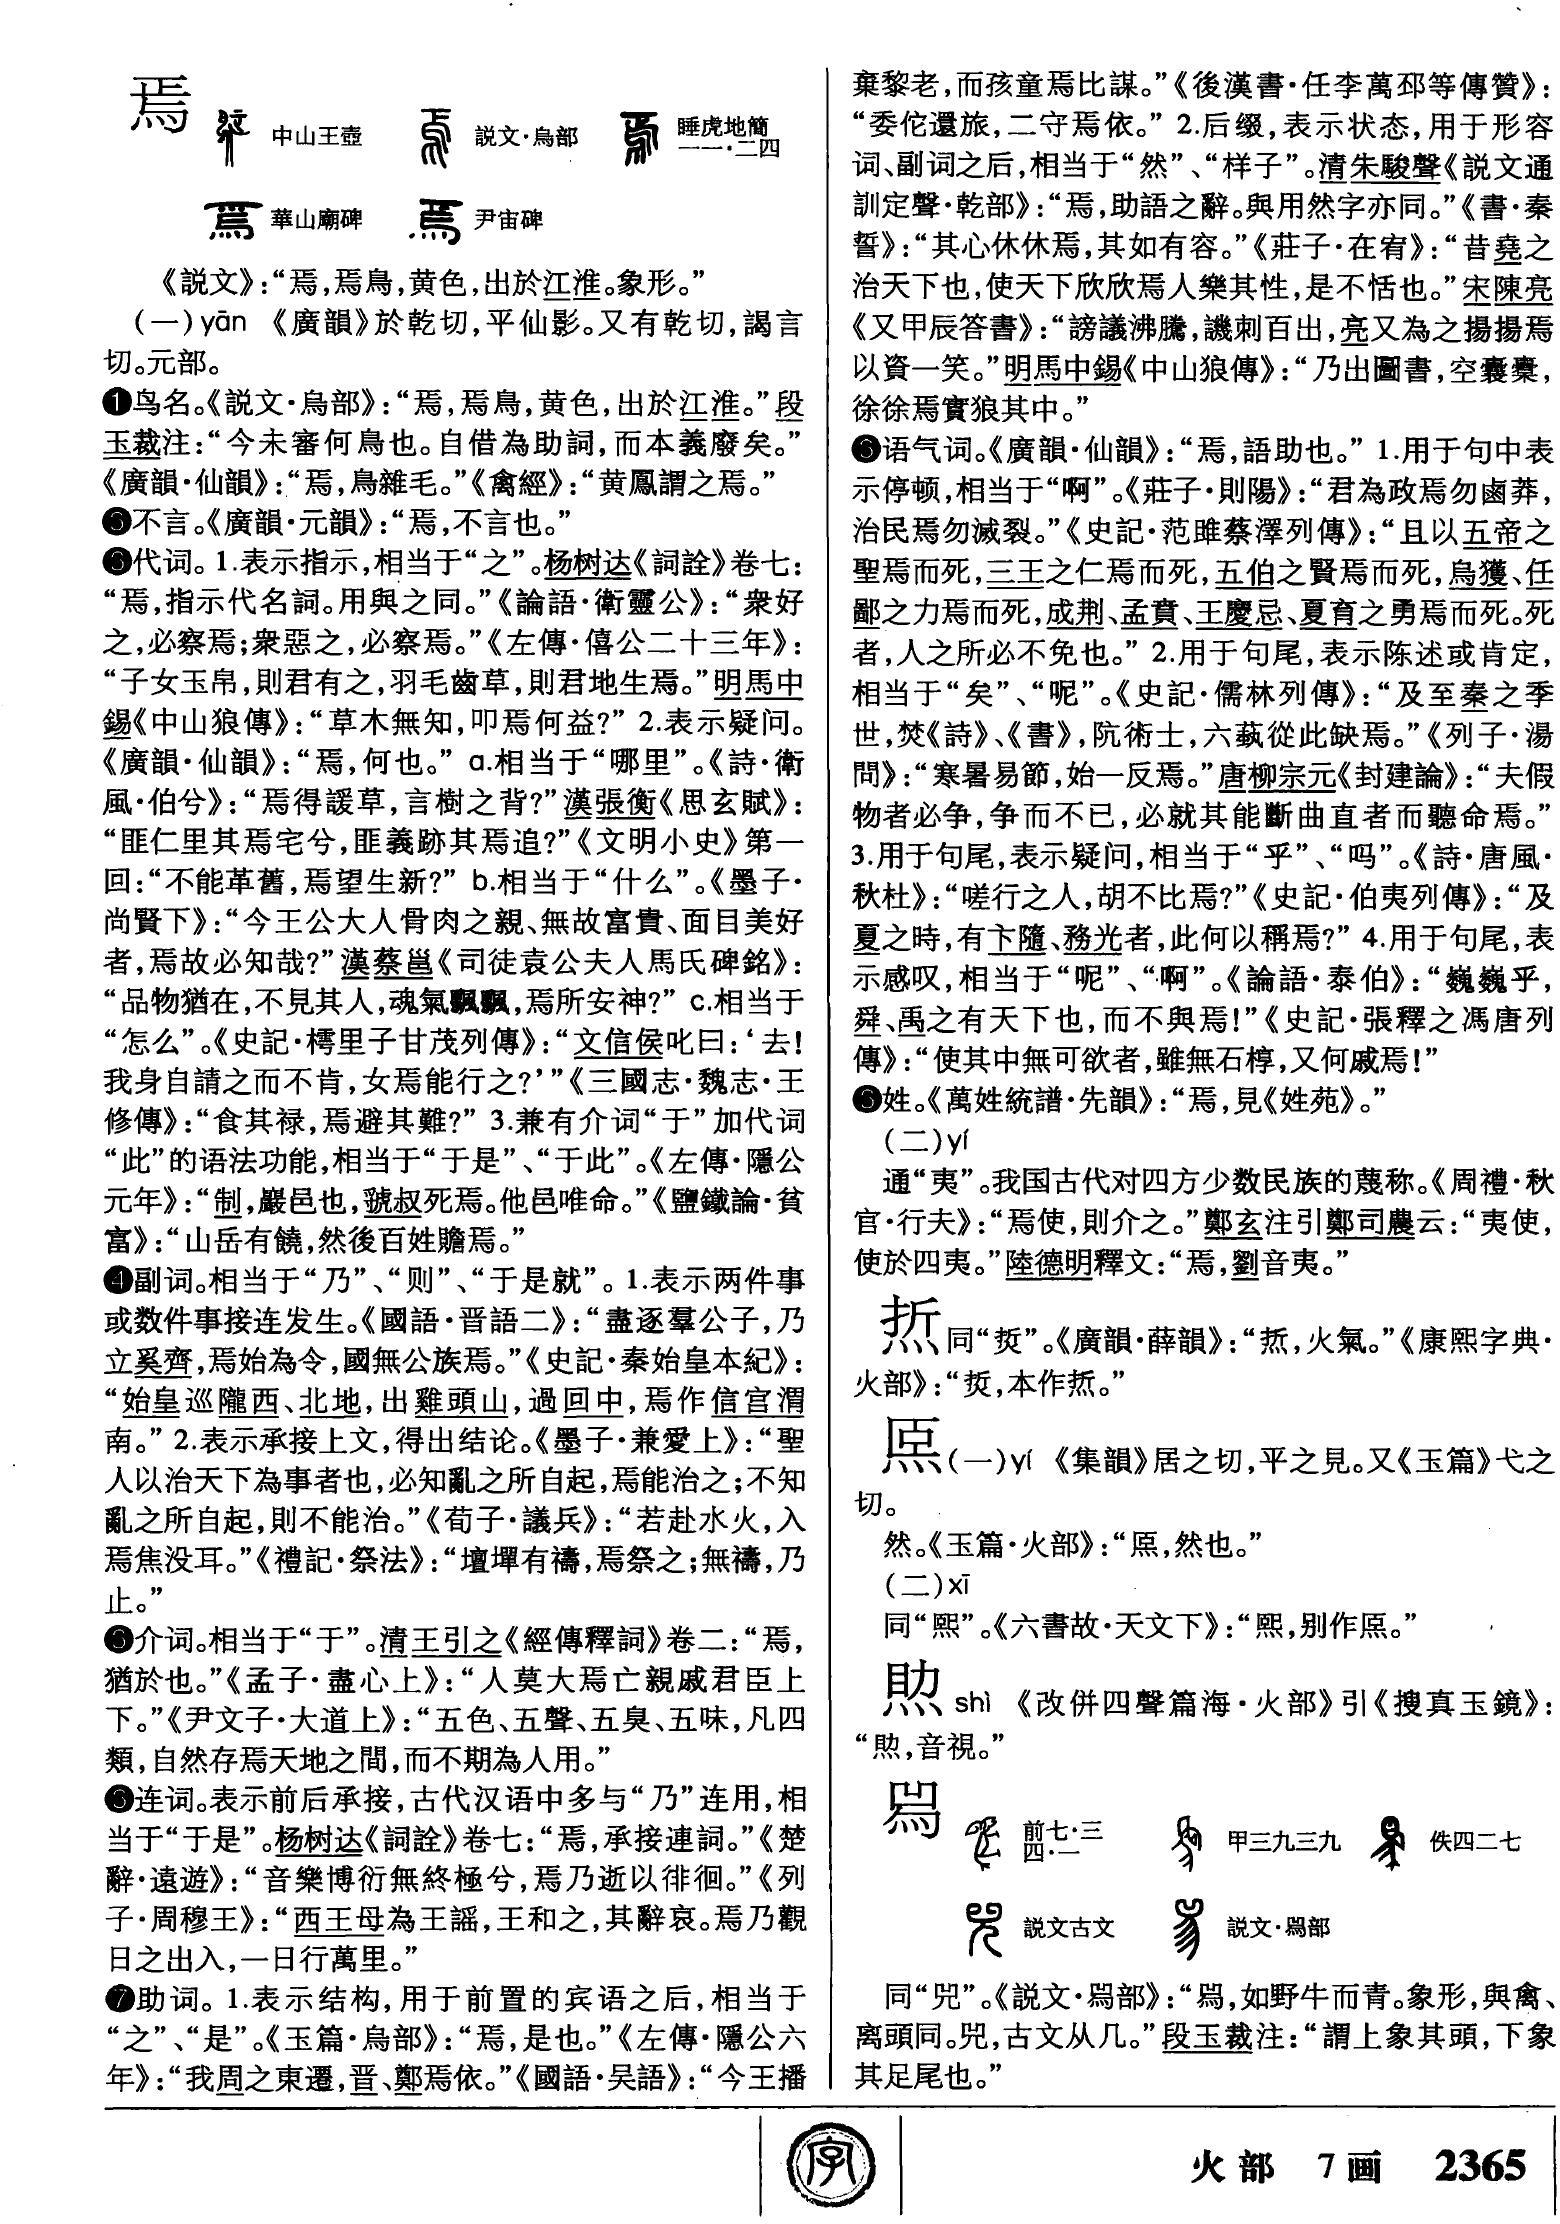 焉
中山王壺
説文·烏部
睡虎地簡
一一·二四
華山廟碑
尹宙碑
《説文》：“焉，焉鳥，黄色，出於江淮。象形。”
（一）yān 《廣韻》於乾切，平仙影。又有乾切，謁言
切。元部。
❶鸟名。《説文·烏部》：“焉，焉鳥，黄色，出於江淮。”段
玉裁注：“今未審何鳥也。自借為助詞，而本義廢矣。”
《廣韻·仙韻》：“焉，鳥雜毛。”《禽經》：“黄鳳謂之焉。”
❷不言。《廣韻·元韻》：“焉，不言也。”
❸代词。1.表示指示，相当于“之”。杨树达《詞詮》卷七：
“焉，指示代名詞。用與之同。”《論語·衛靈公》：“衆好
之，必察焉；衆惡之，必察焉。”《左傳·僖公二十三年》：
“子女玉帛，則君有之，羽毛齒草，則君地生焉。”明馬中
錫《中山狼傳》：“草木無知，叩焉何益？” 2.表示疑问。
《廣韻·仙韻》：“焉，何也。” a.相当于“哪里”。《詩·衛
風·伯兮》：“焉得諼草，言樹之背？”漢張衡《思玄賦》：
“匪仁里其焉宅兮，匪義跡其焉追？”《文明小史》第一
回：“不能革舊，焉望生新？” b.相当于“什么”。《墨子·
尚賢下》：“今王公大人骨肉之親、無故富貴、面目美好
者，焉故必知哉？”漢蔡邕《司徒袁公夫人馬氏碑銘》：
“品物猶在，不見其人，魂氣飄飄，焉所安神？” c.相当于
“怎么”。《史記·樗里子甘茂列傳》：“文信侯叱曰：‘去！
我身自請之而不肯，女焉能行之？’”《三國志·魏志·王
修傳》：“食其禄，焉避其難？” 3.兼有介词“于”加代词
“此”的语法功能，相当于“于是”、“于此”。《左傳·隱公
元年》：“制，巖邑也，虢叔死焉。他邑唯命。”《鹽鐵論·貧
富》：“山岳有饒，然後百姓贍焉。”
❹副词。相当于“乃”、“则”、“于是就”。1.表示两件事
或数件事接连发生。《國語·晋語二》：“盡逐羣公子，乃
立奚齊，焉始為令，國無公族焉。”《史記·秦始皇本紀》：
“始皇巡隴西、北地，出雞頭山，過回中，焉作信宫渭
南。” 2.表示承接上文，得出结论。《墨子·兼愛上》：“聖
人以治天下為事者也，必知亂之所自起，焉能治之；不知
亂之所自起，則不能治。”《荀子·議兵》：“若赴水火，入
焉焦没耳。”《禮記·祭法》：“壇墠有禱，焉祭之；無禱，乃
止。”
❺介词。相当于“于”。清王引之《經傳釋詞》卷二：“焉，
猶於也。”《孟子·盡心上》：“人莫大焉亡親戚君臣上
下。”《尹文子·大道上》：“五色、五聲、五臭、五味，凡四
類，自然存焉天地之間，而不期為人用。”
❻连词。表示前后承接，古代汉语中多与“乃”连用，相
当于“于是”。杨树达《詞詮》卷七：“焉，承接連詞。”《楚
辭·遠遊》：“音樂博衍無終極兮，焉乃逝以徘徊。”《列
子·周穆王》：“西王母為王謡，王和之，其辭哀。焉乃觀
日之出入，一日行萬里。”
❼助词。1.表示结构，用于前置的宾语之后，相当于
“之”、“是”。《玉篇·烏部》：“焉，是也。”《左傳·隱公六
年》：“我周之東遷，晋、鄭焉依。”《國語·吴語》：“今王播
棄黎老，而孩童焉比謀。”《後漢書·任李萬邳等傳贊》：
“委佗還旅，二守焉依。” 2.后缀，表示状态，用于形容
词、副词之后，相当于“然”、“样子”。清朱駿聲《説文通
訓定聲·乾部》：“焉，助語之辭。與用然字亦同。”《書·秦
誓》：“其心休休焉，其如有容。”《莊子·在宥》：“昔堯之
治天下也，使天下欣欣焉人樂其性，是不恬也。”宋陳亮
《又甲辰答書》：“謗議沸騰，譏刺百出，亮又為之揚揚焉
以資一笑。”明馬中錫《中山狼傳》：“乃出圖書，空囊橐，
徐徐焉實狼其中。”
❽语气词。《廣韻·仙韻》：“焉，語助也。” 1.用于句中表
示停顿，相当于“啊”。《莊子·則陽》：“君為政焉勿鹵莽，
治民焉勿滅裂。”《史記·范雎蔡澤列傳》：“且以五帝之
聖焉而死，三王之仁焉而死，五伯之賢焉而死，烏獲、任
鄙之力焉而死，成荆、孟賁、王慶忌、夏育之勇焉而死。死
者，人之所必不免也。” 2.用于句尾，表示陈述或肯定，
相当于“矣”、“呢”。《史記·儒林列傳》：“及至秦之季
世，焚《詩》、《書》，阬術士，六蓺從此缺焉。”《列子·湯
問》：“寒暑易節，始一反焉。”唐柳宗元《封建論》：“夫假
物者必争，争而不已，必就其能斷曲直者而聽命焉。”
3.用于句尾，表示疑问，相当于“乎”、“吗”。《詩·唐風·
杕杜》：“嗟行之人，胡不比焉？”《史記·伯夷列傳》：“及
夏之時，有卞隨、務光者，此何以稱焉？” 4.用于句尾，表
示感叹，相当于“呢”、“啊”。《論語·泰伯》：“巍巍乎，
舜、禹之有天下也，而不與焉！”《史記·張釋之馮唐列
傳》：“使其中無可欲者，雖無石椁，又何戚焉！”
❾姓。《萬姓統譜·先韻》：“焉，見《姓苑》。”
（二）yí
通“夷”。我国古代对四方少数民族的蔑称。《周禮·秋
官·行夫》：“焉使，則介之。”鄭玄注引鄭司農云：“夷使，
使於四夷。”陸德明釋文：“焉，劉音夷。”
焎同“烲”。《廣韻·薛韻》：“焎，火氣。”《康熙字典·
火部》：“烲，本作焎。”
㷌（一）yí 《集韻》居之切，平之見。又《玉篇》弋之
切。
然。《玉篇·火部》：“㷌，然也。”
（二）xī
同“熙”。《六書故·天文下》：“熙，别作㷌。”
shì 《改併四聲篇海·火部》引《搜真玉鏡》：
“，音視。”
𤉡
前七·三
四·一
甲三九三九
佚四二七
説文古文
説文·𤉡部
同“兕”。《説文·𤉡部》：“𤉡，如野牛而青。象形，與禽、
离頭同。兕，古文从几。”段玉裁注：“謂上象其頭，下象
其足尾也。”
字
火部 7画 2365